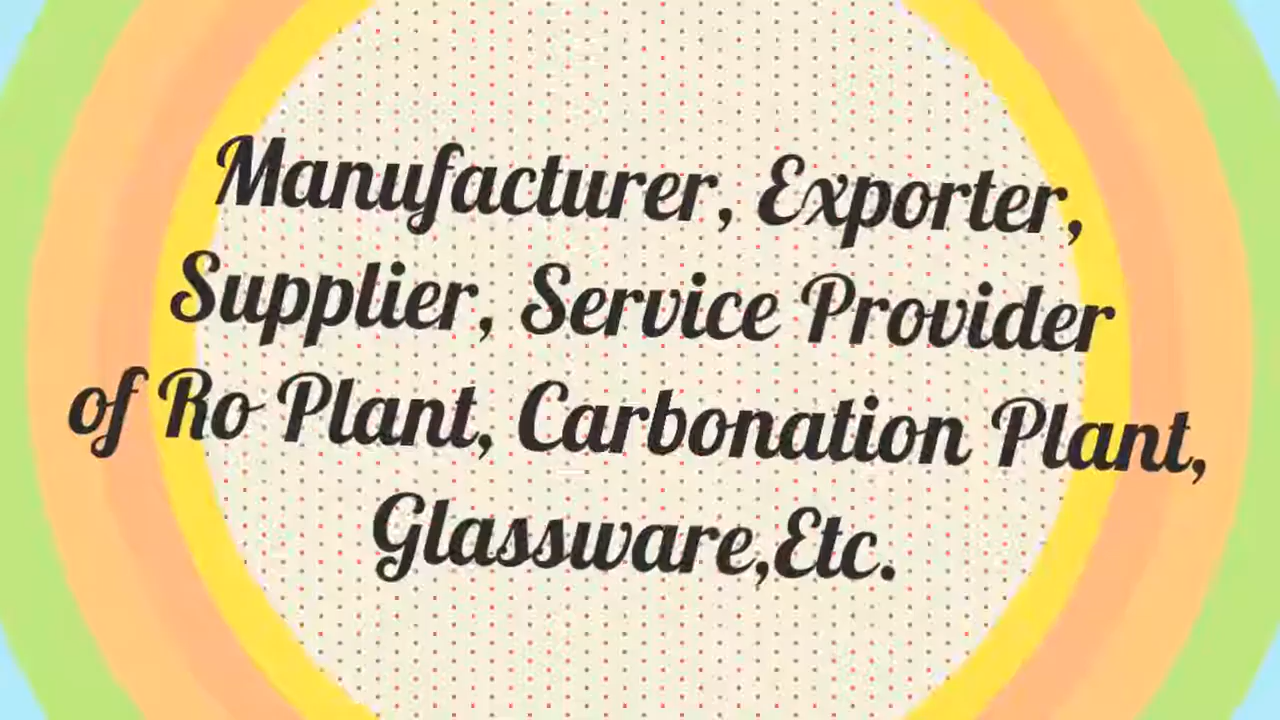 Manufacturer, Exporter,
Supplier, Service Provider
of Ro Plant, Carbonation Plant,
Glassware,Etc.